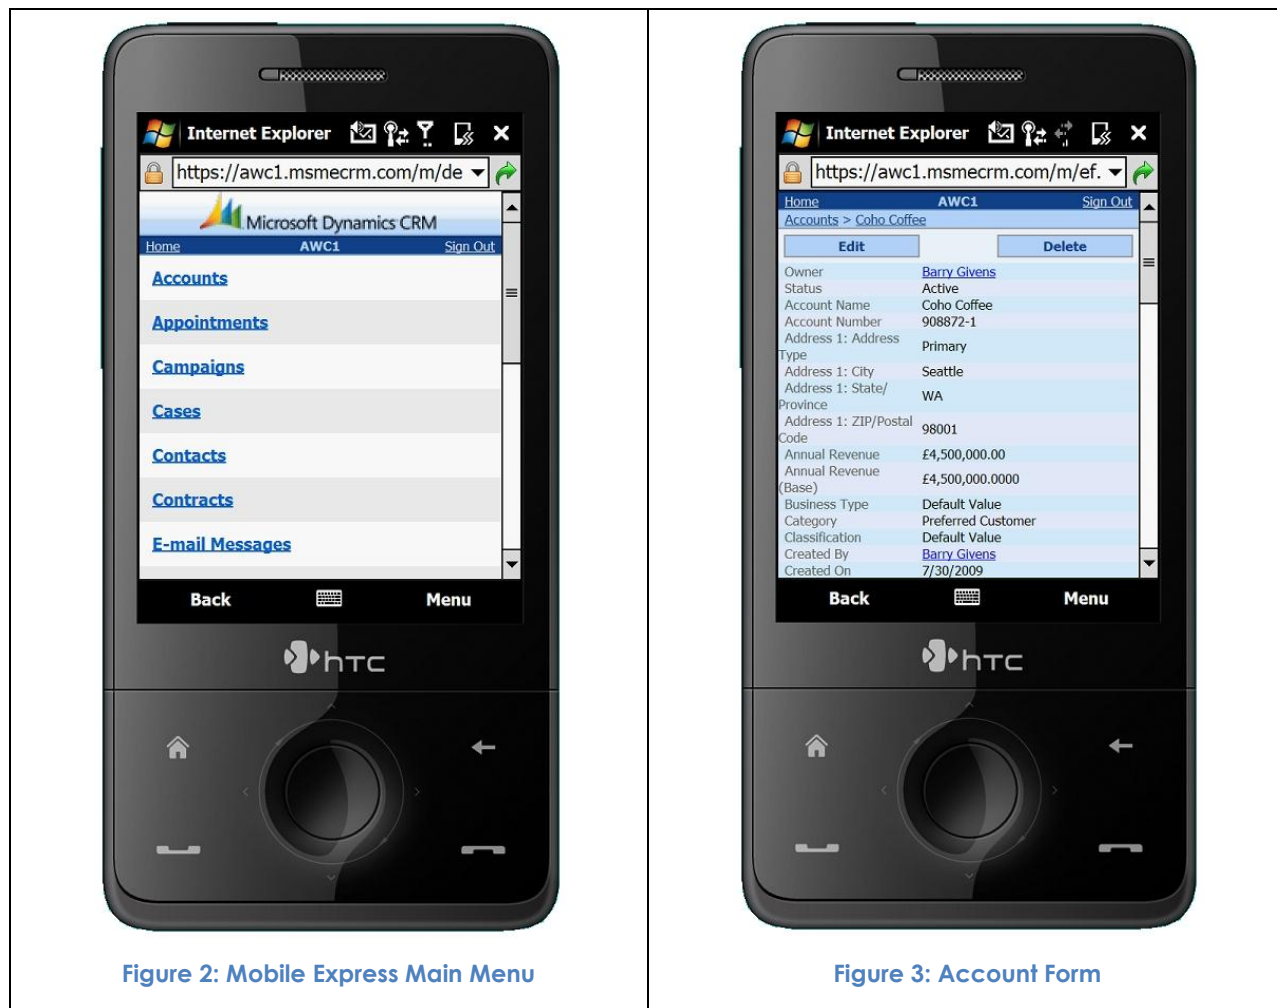 Internet Explorer
https://awc1.msmecrm.com/m/de
Microsoft Dynamics CRM
Home AWC1 Sign Out
Accounts
Appointments
Campaigns
Cases
Contacts
Contracts
E-mail Messages
Back Menu
hTC
Figure 2: Mobile Express Main Menu
Internet Explorer
https://awc1.msmecrm.com/m/ef.
Home AWC1 Sign Out
Accounts > Coho Coffee
Edit Delete
Owner Barry Givens
Status Active
Account Name Coho Coffee
Account Number 908872-1
Address 1: Address
Type Primary
Address 1: City Seattle
Address 1: State/
Province WA
Address 1: ZIP/Postal
Code 98001
Annual Revenue £4,500,000.00
Annual Revenue
(Base) £4,500,000.0000
Business Type Default Value
Category Preferred Customer
Classification Default Value
Created By Barry Givens
Created On 7/30/2009
Back Menu
hTC
Figure 3: Account Form